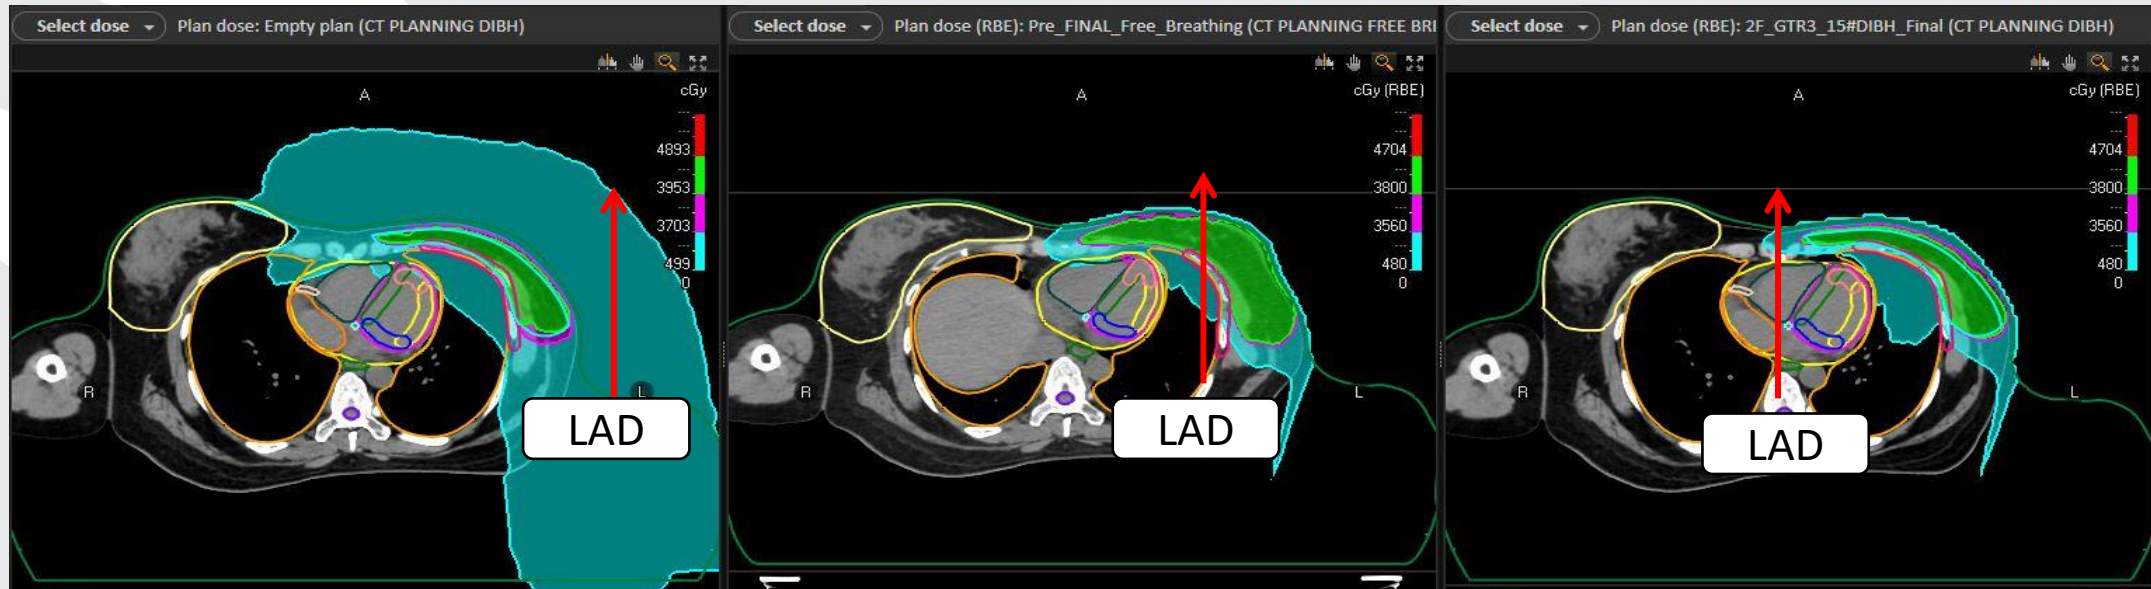 Select dose Plan dose: Empty plan (CT PLANNING DIBH)
A
cGy
4893
3953
3703
499
0
R
L
LAD
Select dose Plan dose (RBE): Pre_FINAL_Free_Breathing (CT PLANNING FREE BRE
A
cGy (RBE)
4704
3800
3560
480
0
R
L
LAD
Select dose Plan dose (RBE): 2F_GTR3_15#DIBH_Final (CT PLANNING DIBH)
A
cGy (RBE)
4704
3800
3560
480
0
R
L
LAD